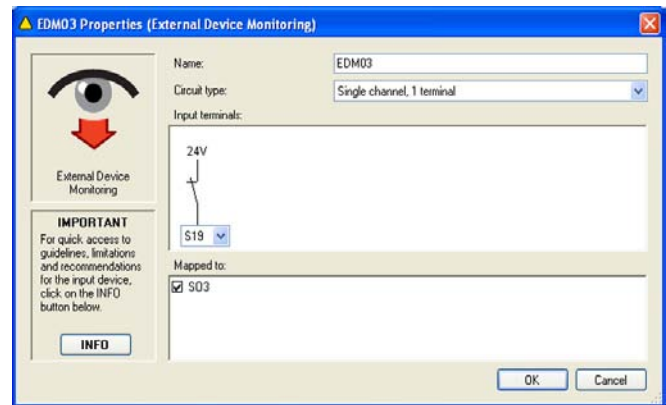 EDM03 Properties (External Device Monitoring)
External Device
Monitoring
IMPORTANT
For quick access to
guidelines, limitations
and recommendations
for the input device,
click on the INFO
button below.
INFO
Name:
EDM03
Circuit type:
Single channel, 1 terminal
Input terminals:
24V
S19
Mapped to:
SO3
OK
Cancel